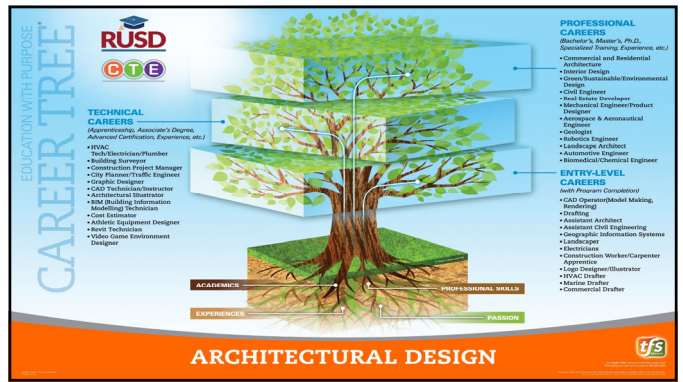 EDUCATION WITH PURPOSE
CAREER TREE
RUSD
CTE
TECHNICAL
CAREERS
(Apprenticeship, Associate's Degree,
Advanced Certification, Experience, etc.)
• HVAC
Tech/Electrician/Plumber
• Building Surveyor
• Construction Project Manager
• City Planner/Traffic Engineer
• Graphic Designer
• CAD Technician/Instructor
• Architectural Illustrator
• BIM (Building Information
Modelling) Technician
• Cost Estimator
• Athletic Equipment Designer
• Revit Technician
• Video Game Environment
Designer
PROFESSIONAL
CAREERS
(Bachelor's, Master's, Ph.D.,
Specialized Training, Experience, etc.)
• Commercial and Residential
Architecture
• Interior Design
• Green/Sustainable/Environmental
Design
• Civil Engineer
• Real Estate Developer
• Mechanical Engineer/Product
Designer
• Aerospace & Aeronautical
Engineer
• Geologist
• Robotics Engineer
• Landscape Architect
• Automotive Engineer
• Biomedical/Chemical Engineer
ENTRY-LEVEL
CAREERS
(with Program Completion)
• CAD Operator(Model Making,
Rendering)
• Drafting
• Assistant Architect
• Assistant Civil Engineering
• Geographic Information Systems
• Landscaper
• Electricians
• Construction Worker/Carpenter
Apprentice
• Logo Designer/Illustrator
• HVAC Drafter
• Marine Drafter
• Commercial Drafter
ACADEMICS
PROFESSIONAL SKILLS
EXPERIENCES
PASSION
ARCHITECTURAL DESIGN
tfs